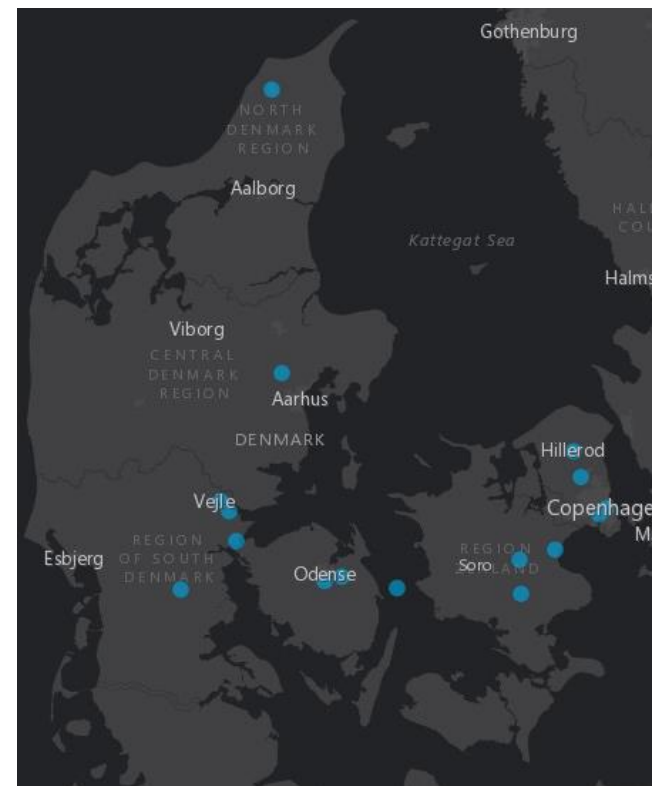 Gothenburg
NORTH
DENMARK
REGION
Aalborg
Kattegat Sea
Viborg
CENTRAL
DENMARK
REGION
Aarhus
DENMARK
Hillerod
Vejle
Copenhage
REGION
OF SOUTH
DENMARK
Esbjerg
Odense
REGION
Soro
HAL
COU
Halms
M